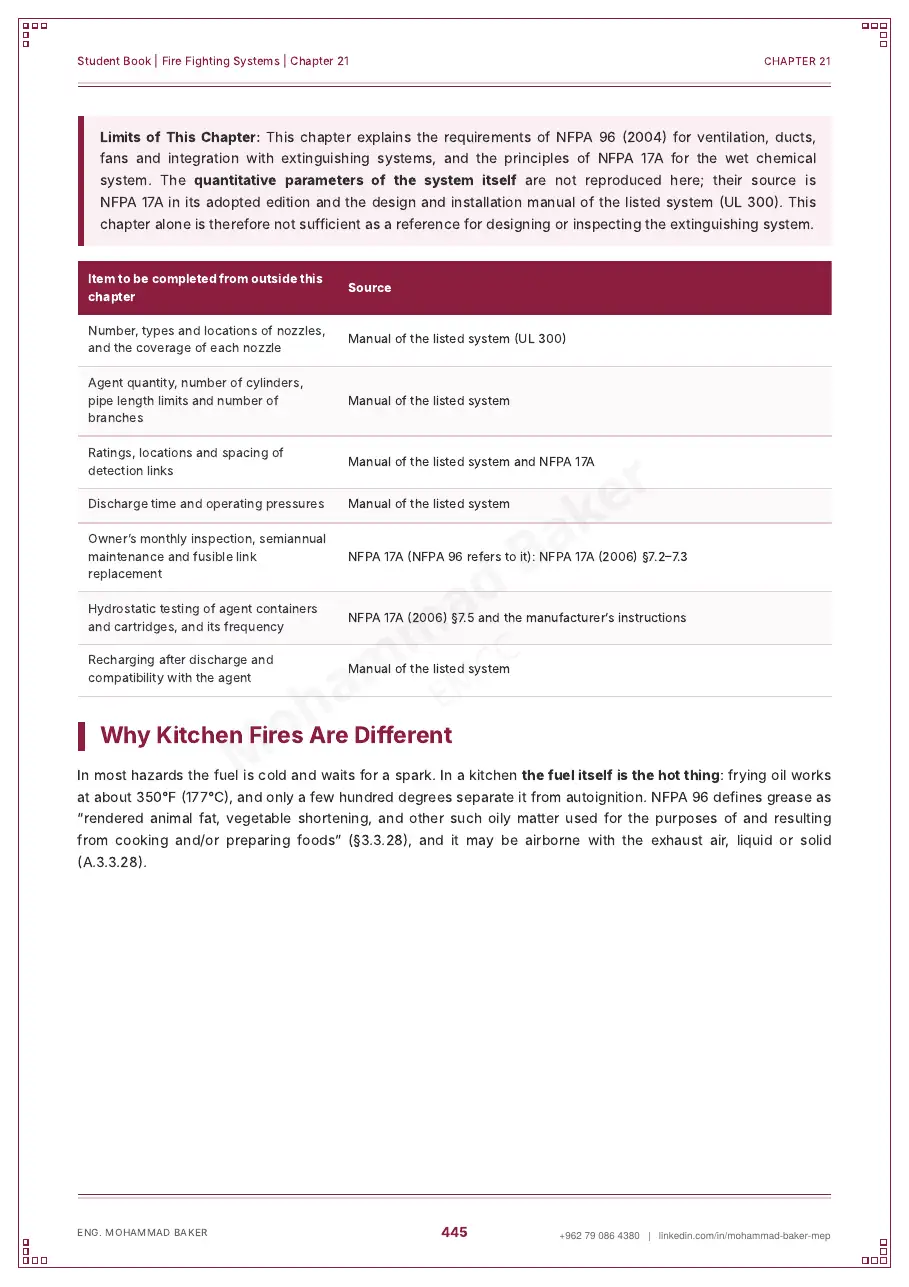 Student Book | Fire Fighting Systems | Chapter 21
CHAPTER 21
Limits of This Chapter: This chapter explains the requirements of NFPA 96 (2004) for ventilation, ducts,
fans and integration with extinguishing systems, and the principles of NFPA 17A for the wet chemical
system. The quantitative parameters of the system itself are not reproduced here; their source is
NFPA 17A in its adopted edition and the design and installation manual of the listed system (UL 300). This
chapter alone is therefore not sufficient as a reference for designing or inspecting the extinguishing system.
Item to be completed from outside this
chapter
Source
Number, types and locations of nozzles,
and the coverage of each nozzle
Manual of the listed system (UL 300)
Agent quantity, number of cylinders,
pipe length limits and number of
branches
Manual of the listed system
Ratings, locations and spacing of
detection links
Manual of the listed system and NFPA 17A
Discharge time and operating pressures
Manual of the listed system
Owner’s monthly inspection, semiannual
maintenance and fusible link
replacement
NFPA 17A (NFPA 96 refers to it): NFPA 17A (2006) §7.2–7.3
Hydrostatic testing of agent containers
and cartridges, and its frequency
NFPA 17A (2006) §7.5 and the manufacturer’s instructions
Recharging after discharge and
compatibility with the agent
Manual of the listed system
Mohammad Baker
EMCC
Why Kitchen Fires Are Different
In most hazards the fuel is cold and waits for a spark. In a kitchen the fuel itself is the hot thing: frying oil works
at about 350°F (177°C), and only a few hundred degrees separate it from autoignition. NFPA 96 defines grease as
“rendered animal fat, vegetable shortening, and other such oily matter used for the purposes of and resulting
from cooking and/or preparing foods” (§3.3.28), and it may be airborne with the exhaust air, liquid or solid
(A.3.3.28).
ENG. MOHAMMAD BAKER
445
+962 79 086 4380 | linkedin.com/in/mohammad-baker-mep